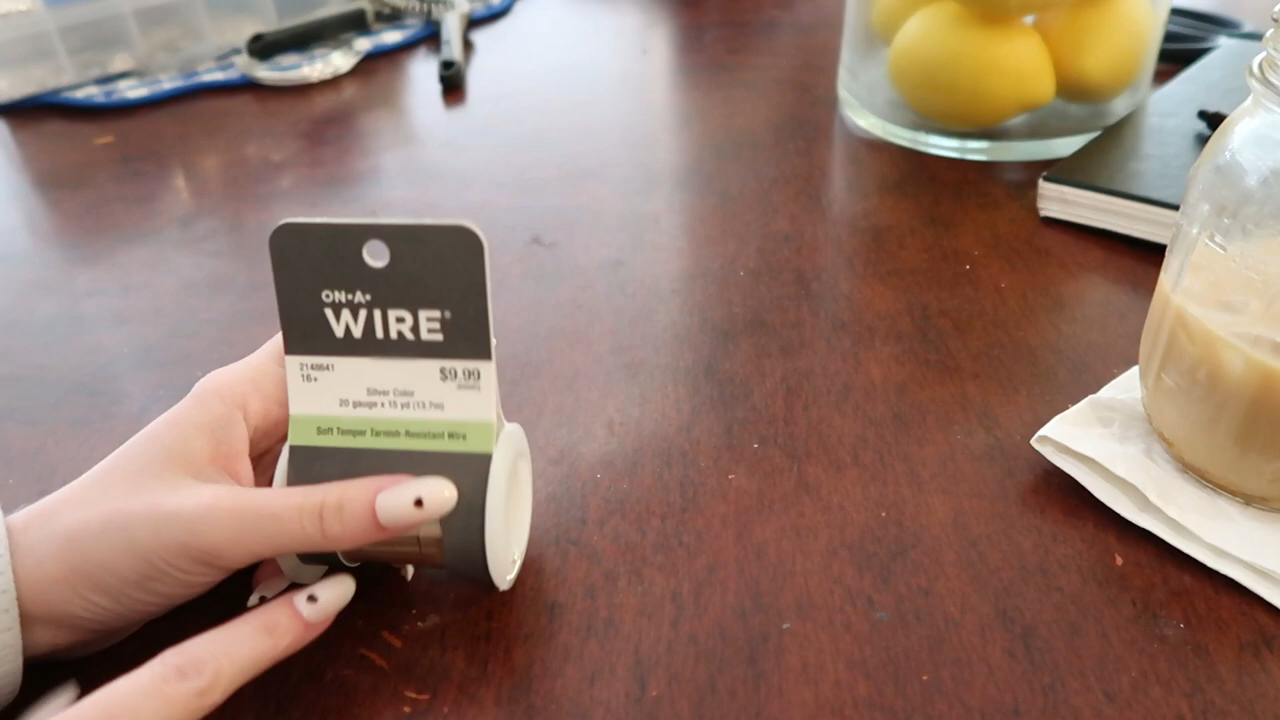 ON•A•
WIRE®
2148641
16+
$9.99
Silver Color
20 gauge x 15 yd (13.7m)
Soft Temper Tarnish-Resistant Wire